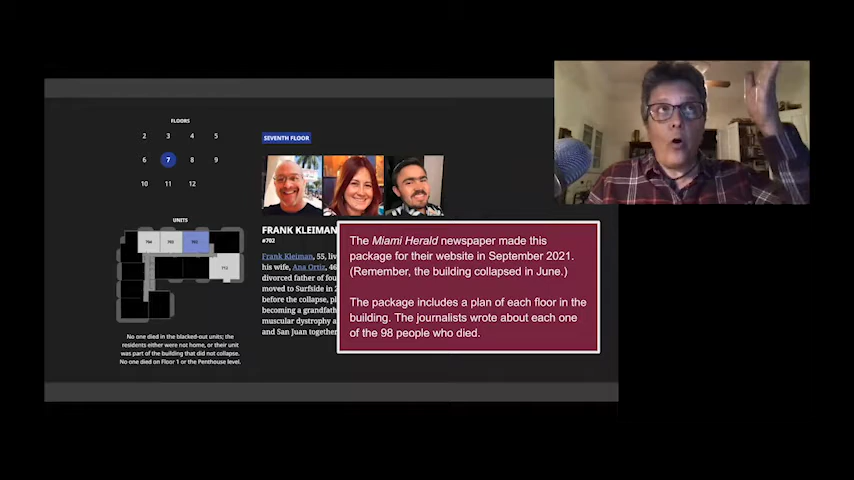 FLOORS
2 3 4 5
6 7 8 9
10 11 12
UNITS
704 703 702
712
No one died in the blacked-out units; the
residents either were not home, or their unit
was part of the building that did not collapse.
No one died on Floor 1 or the Penthouse level.
SEVENTH FLOOR
FRANK KLEIMAN
#702
Frank Kleiman, 55, liv
his wife, Ana Ortiz, 46
divorced father of fou
moved to Surfside in 2
before the collapse, pl
becoming a grandfath
muscular dystrophy a
and San Juan together
The Miami Herald newspaper made this
package for their website in September 2021.
(Remember, the building collapsed in June.)
The package includes a plan of each floor in the
building. The journalists wrote about each one
of the 98 people who died.